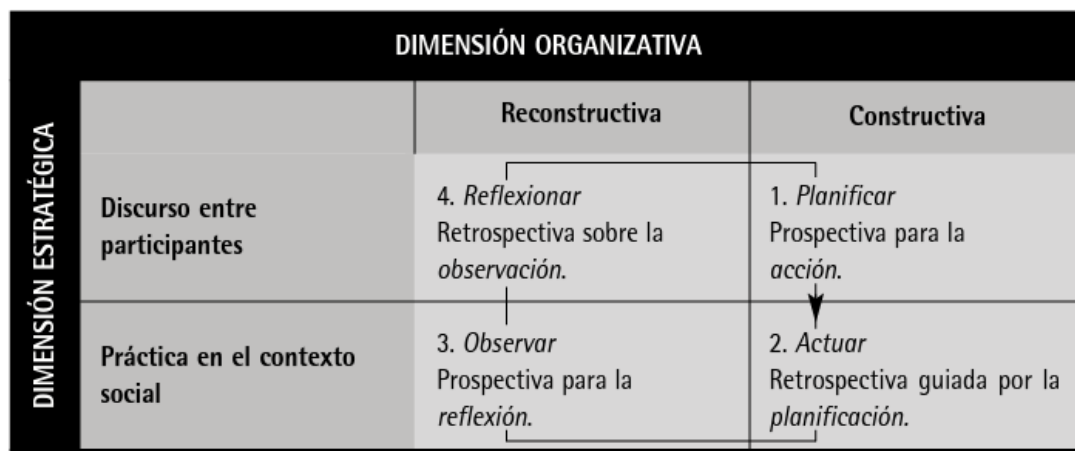 DIMENSIÓN ORGANIZATIVA
DIMENSIÓN ESTRATÉGICA
Reconstructiva
Constructiva
Discurso entre
participantes
4. Reflexionar
Retrospectiva sobre la
observación.
1. Planificar
Prospectiva para la
acción.
Práctica en el contexto
social
3. Observar
Prospectiva para la
reflexión.
2. Actuar
Retrospectiva guiada por la
planificación.